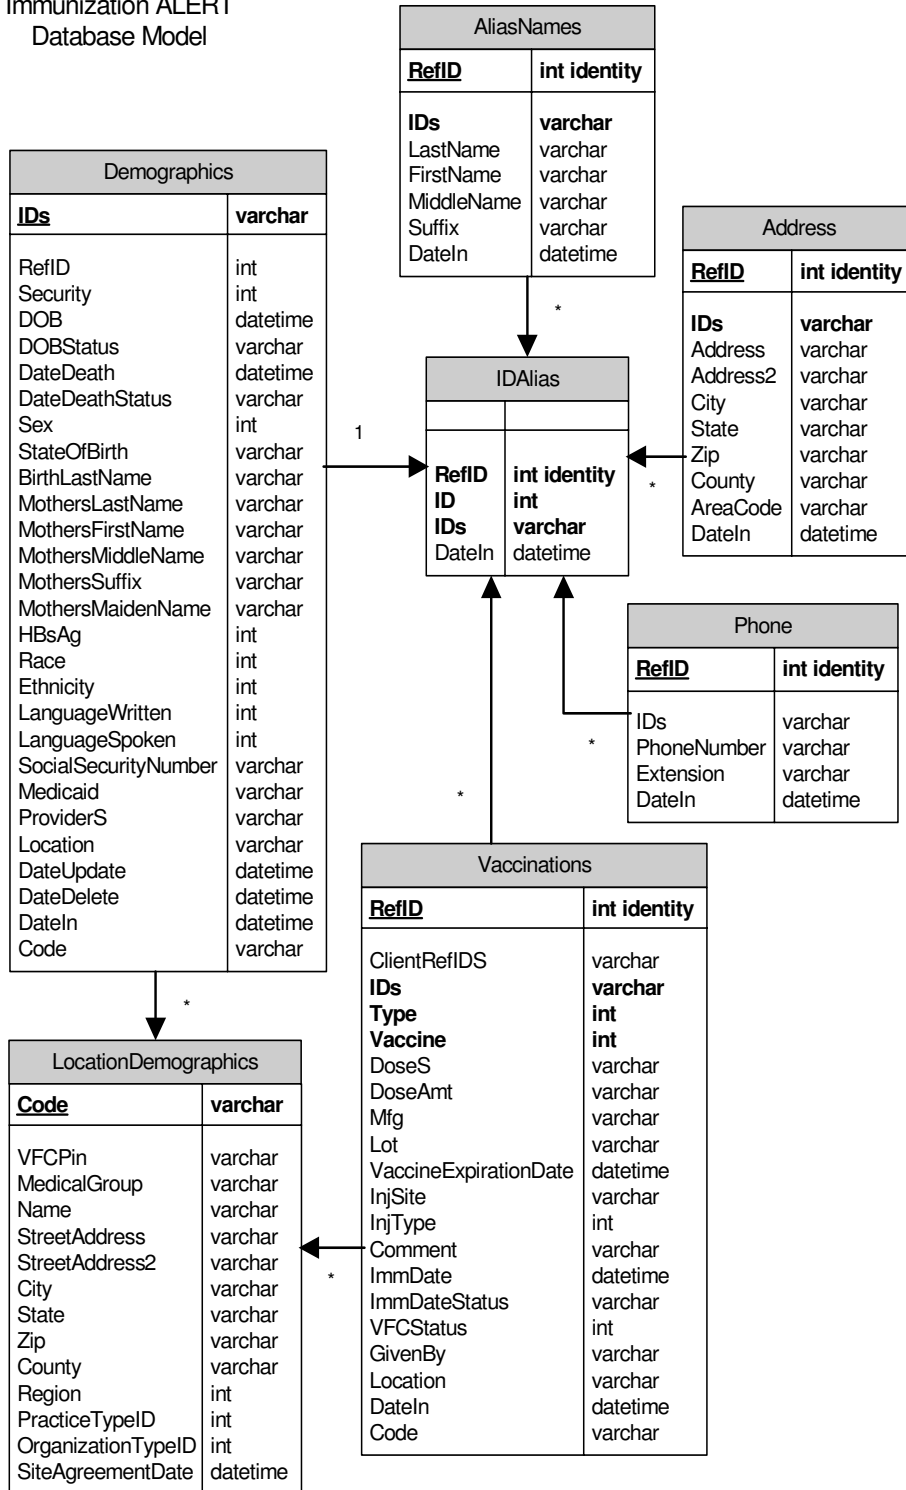 Immunization ALERT
Database Model
AliasNames
RefID int identity
IDs varchar
LastName varchar
FirstName varchar
MiddleName varchar
Suffix varchar
DateIn datetime
*
Demographics
IDs varchar
RefID int
Security int
DOB datetime
DOBStatus varchar
DateDeath datetime
DateDeathStatus varchar
Sex int
StateOfBirth varchar
BirthLastName varchar
MothersLastName varchar
MothersFirstName varchar
MothersMiddleName varchar
MothersSuffix varchar
MothersMaidenName varchar
HBsAg int
Race int
Ethnicity int
LanguageWritten int
LanguageSpoken int
SocialSecurityNumber varchar
Medicaid varchar
ProviderS varchar
Location varchar
DateUpdate datetime
DateDelete datetime
DateIn datetime
Code varchar
1
*
Address
RefID int identity
IDs varchar
Address varchar
Address2 varchar
City varchar
State varchar
Zip varchar
County varchar
AreaCode varchar
DateIn datetime
*
IDAlias
RefID int identity
ID int
IDs varchar
DateIn datetime
Phone
RefID int identity
IDs varchar
PhoneNumber varchar
Extension varchar
DateIn datetime
*
*
Vaccinations
RefID int identity
ClientRefIDS varchar
IDs varchar
Type int
Vaccine int
DoseS varchar
DoseAmt varchar
Mfg varchar
Lot varchar
VaccineExpirationDate datetime
InjSite varchar
InjType int
Comment varchar
ImmDate datetime
ImmDateStatus varchar
VFCStatus int
GivenBy varchar
Location varchar
DateIn datetime
Code varchar
*
LocationDemographics
Code varchar
VFCPin varchar
MedicalGroup varchar
Name varchar
StreetAddress varchar
StreetAddress2 varchar
City varchar
State varchar
Zip varchar
County varchar
Region int
PracticeTypeID int
OrganizationTypeID int
SiteAgreementDate datetime